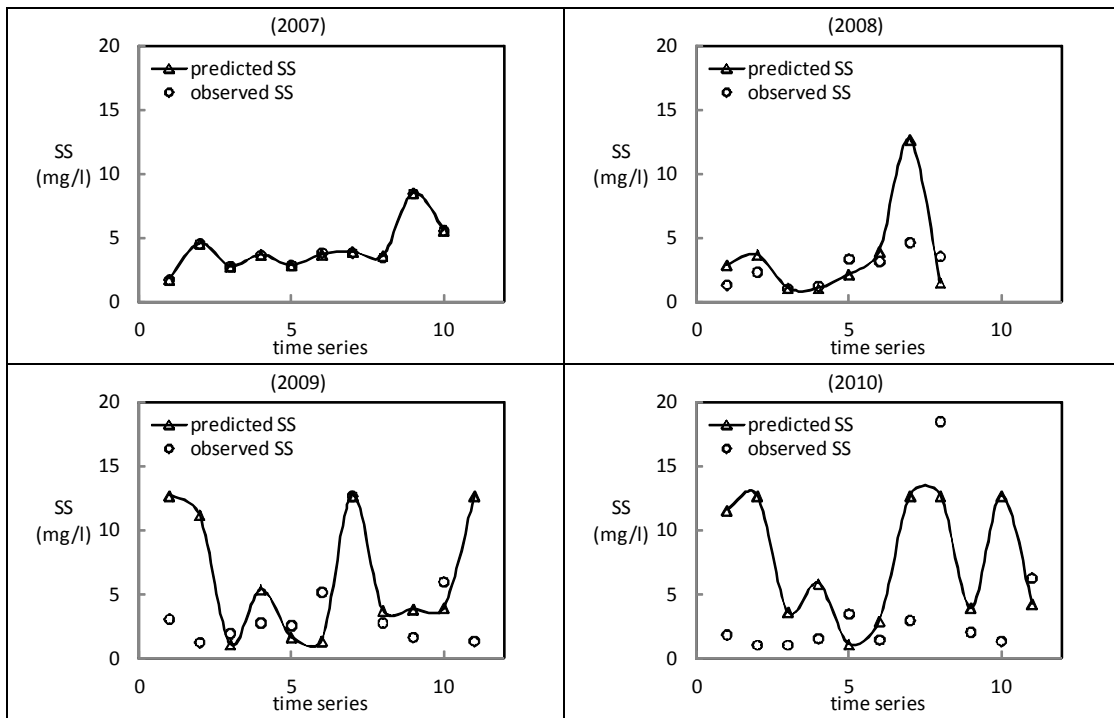 (2007)
20
15
10
5
0
SS
(mg/l)
predicted SS
observed SS
0 5 10
time series
(2008)
20
15
10
5
0
SS
(mg/l)
predicted SS
observed SS
0 5 10
time series
(2009)
20
15
10
5
0
SS
(mg/l)
predicted SS
observed SS
0 5 10
time series
(2010)
20
15
10
5
0
SS
(mg/l)
predicted SS
observed SS
0 5 10
time series